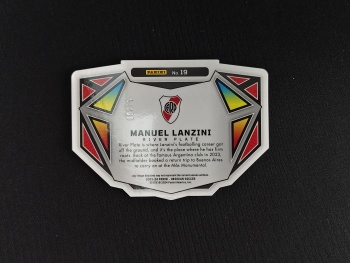 PANINI No. 19
MANUEL LANZINI
RIVER PLATE
River Plate is where Lanzini's footballing career got
off the ground, and it's the place where he has firm
roots. Back at the famous Argentina club in 2023,
the midfielder booked a return trip to Buenos Aires
to carry on at the Más Monumental.